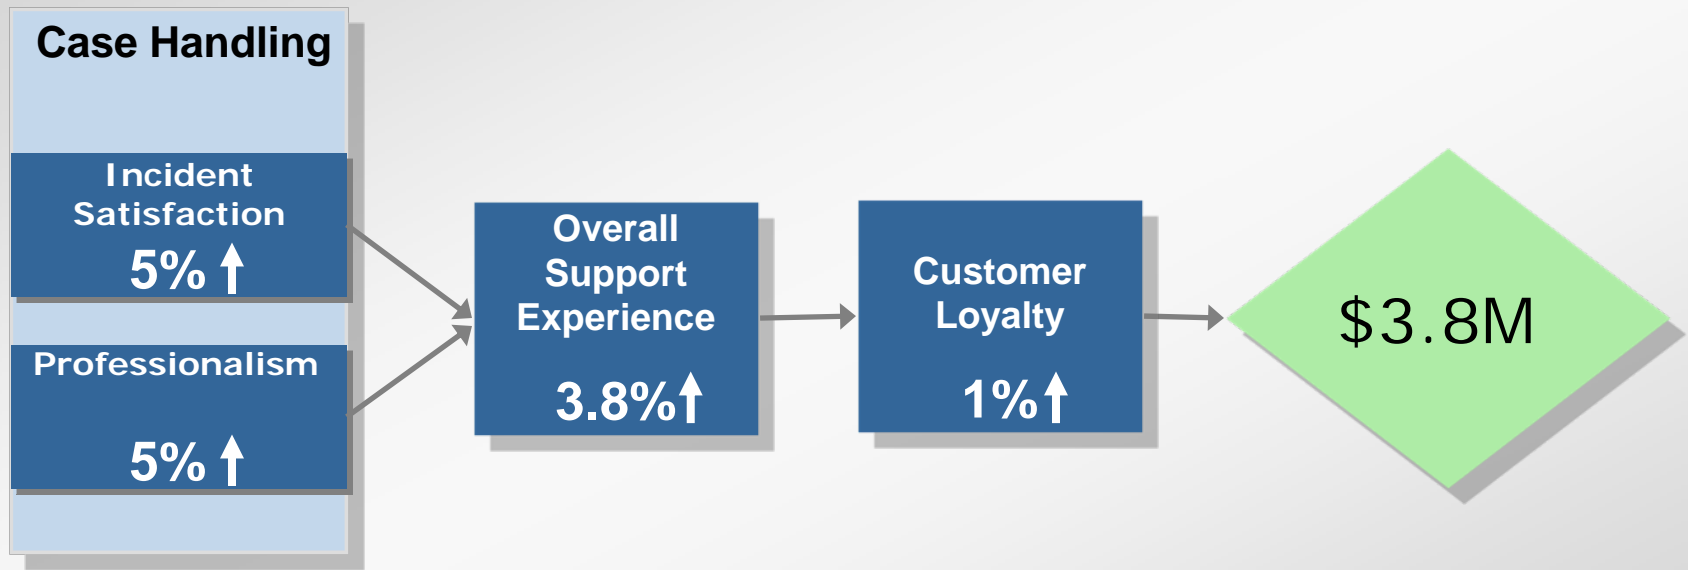 Case Handling
Incident
Satisfaction
5%
Professionalism
5%
Overall
Support
Experience
3.8%
Customer
Loyalty
1%
$3.8M